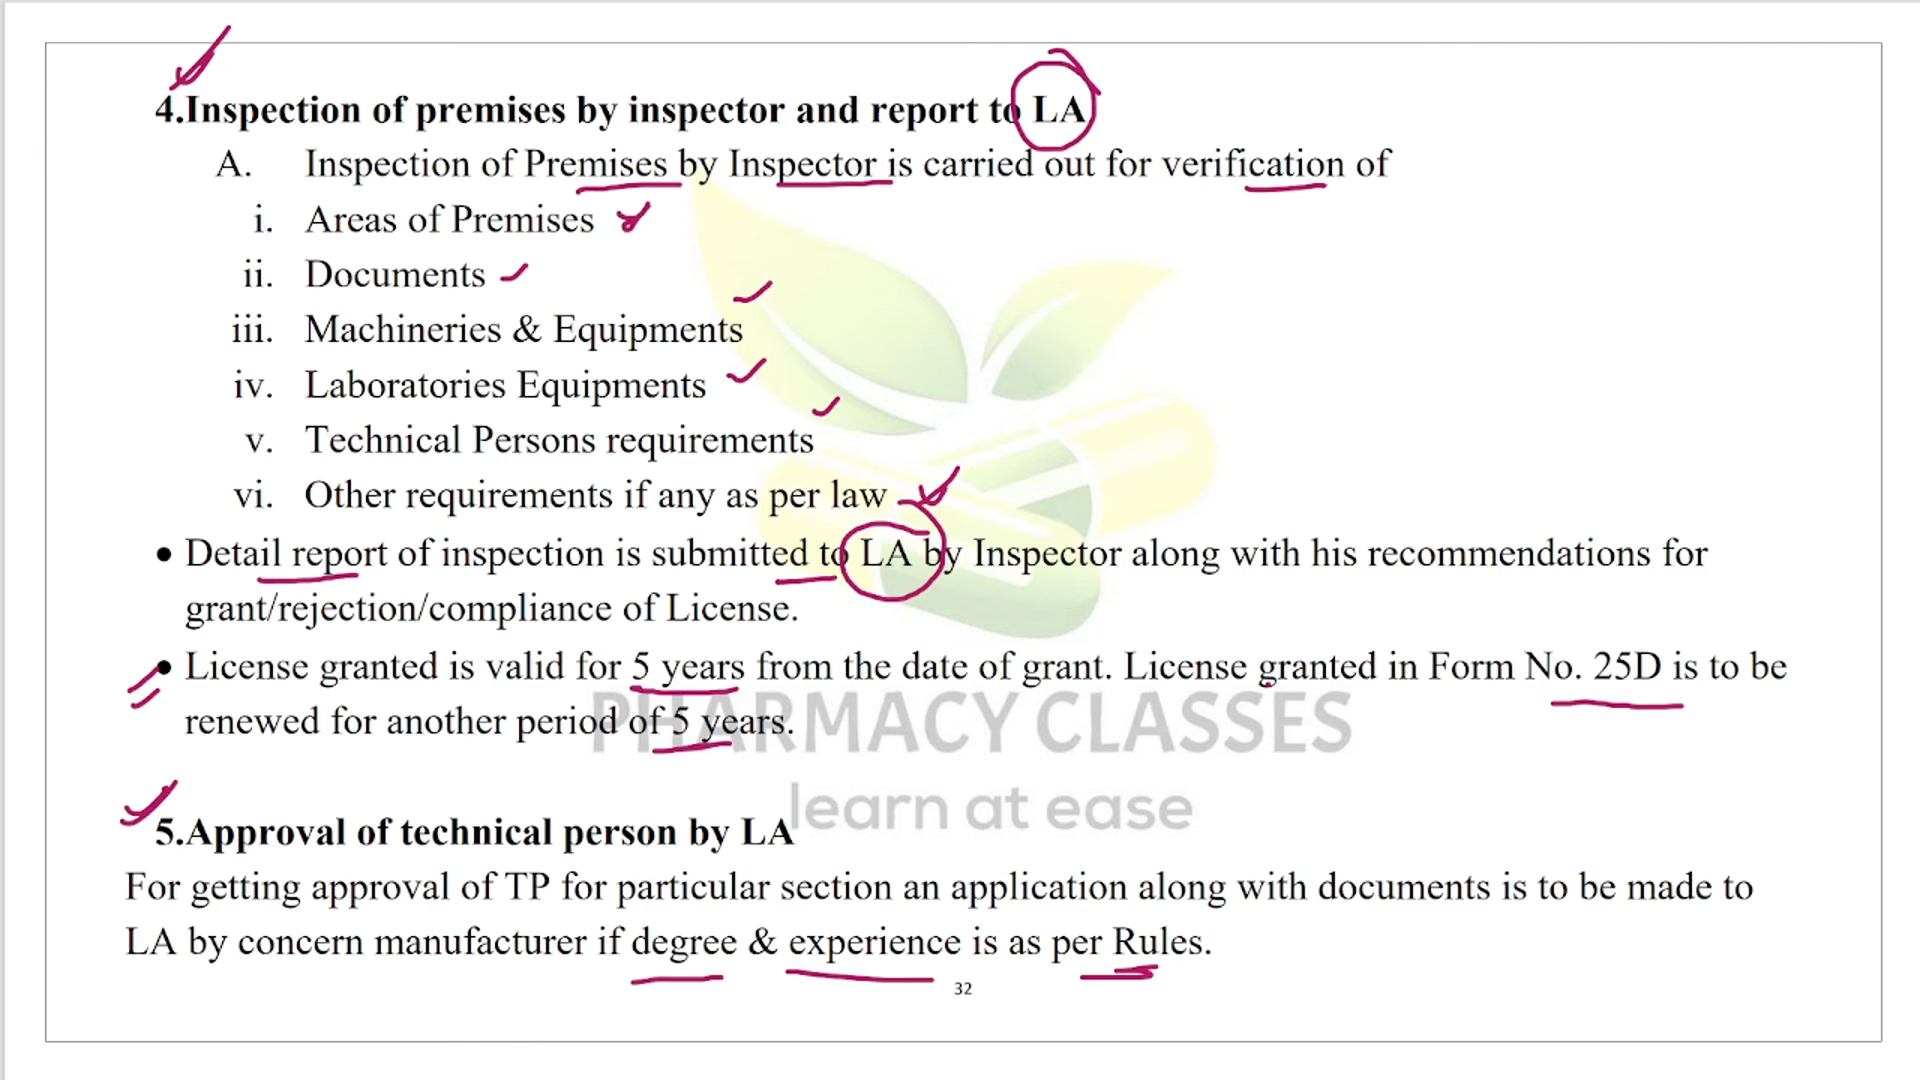 4.Inspection of premises by inspector and report to LA
A. Inspection of Premises by Inspector is carried out for verification of
i. Areas of Premises
ii. Documents
iii. Machineries & Equipments
iv. Laboratories Equipments
v. Technical Persons requirements
vi. Other requirements if any as per law
• Detail report of inspection is submitted to LA by Inspector along with his recommendations for
grant/rejection/compliance of License.
• License granted is valid for 5 years from the date of grant. License granted in Form No. 25D is to be
renewed for another period of 5 years.
PHARMACY CLASSES
learn at ease
5.Approval of technical person by LA
For getting approval of TP for particular section an application along with documents is to be made to
LA by concern manufacturer if degree & experience is as per Rules.
32